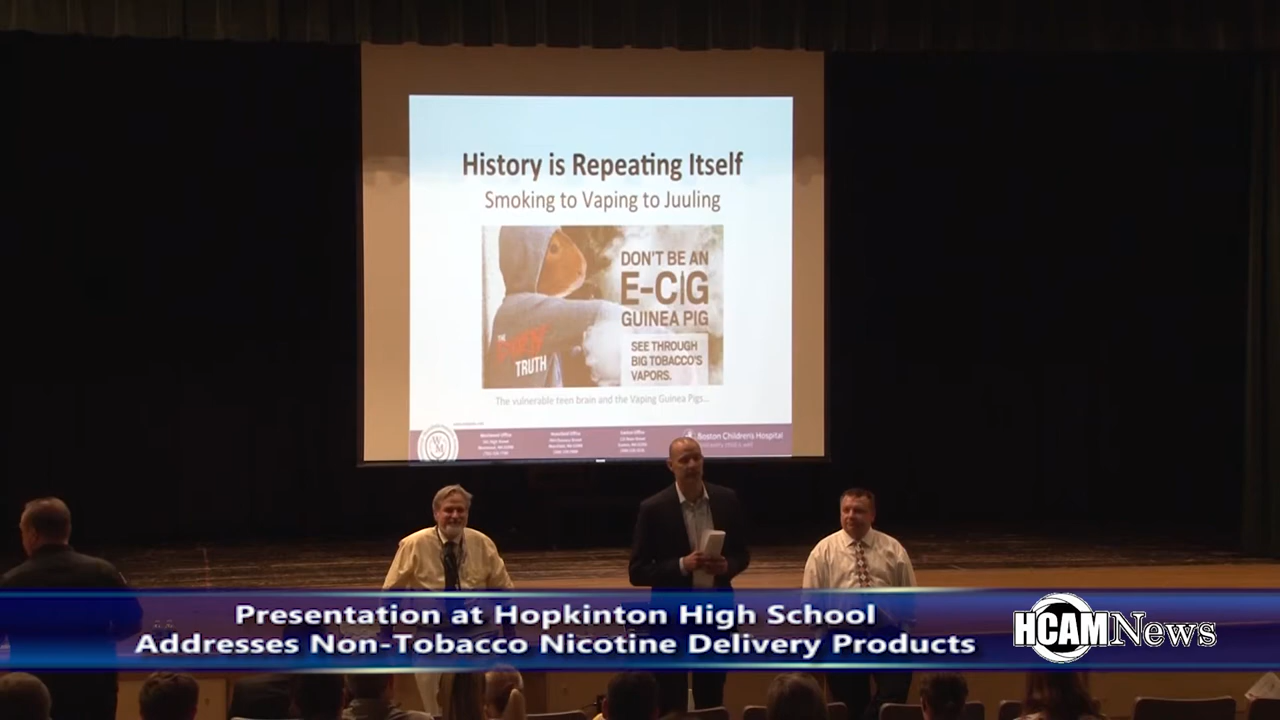 History is Repeating Itself
Smoking to Vaping to Juuling
DON'T BE AN
E-CIG
GUINEA PIG
THE
TRUTH
SEE THROUGH
BIG TOBACCO'S
VAPORS.
The vulnerable teen brain and the Vaping Guinea Pigs...
Boston Children's Hospital
Presentation at Hopkinton High School
Addresses Non-Tobacco Nicotine Delivery Products
HCAM News